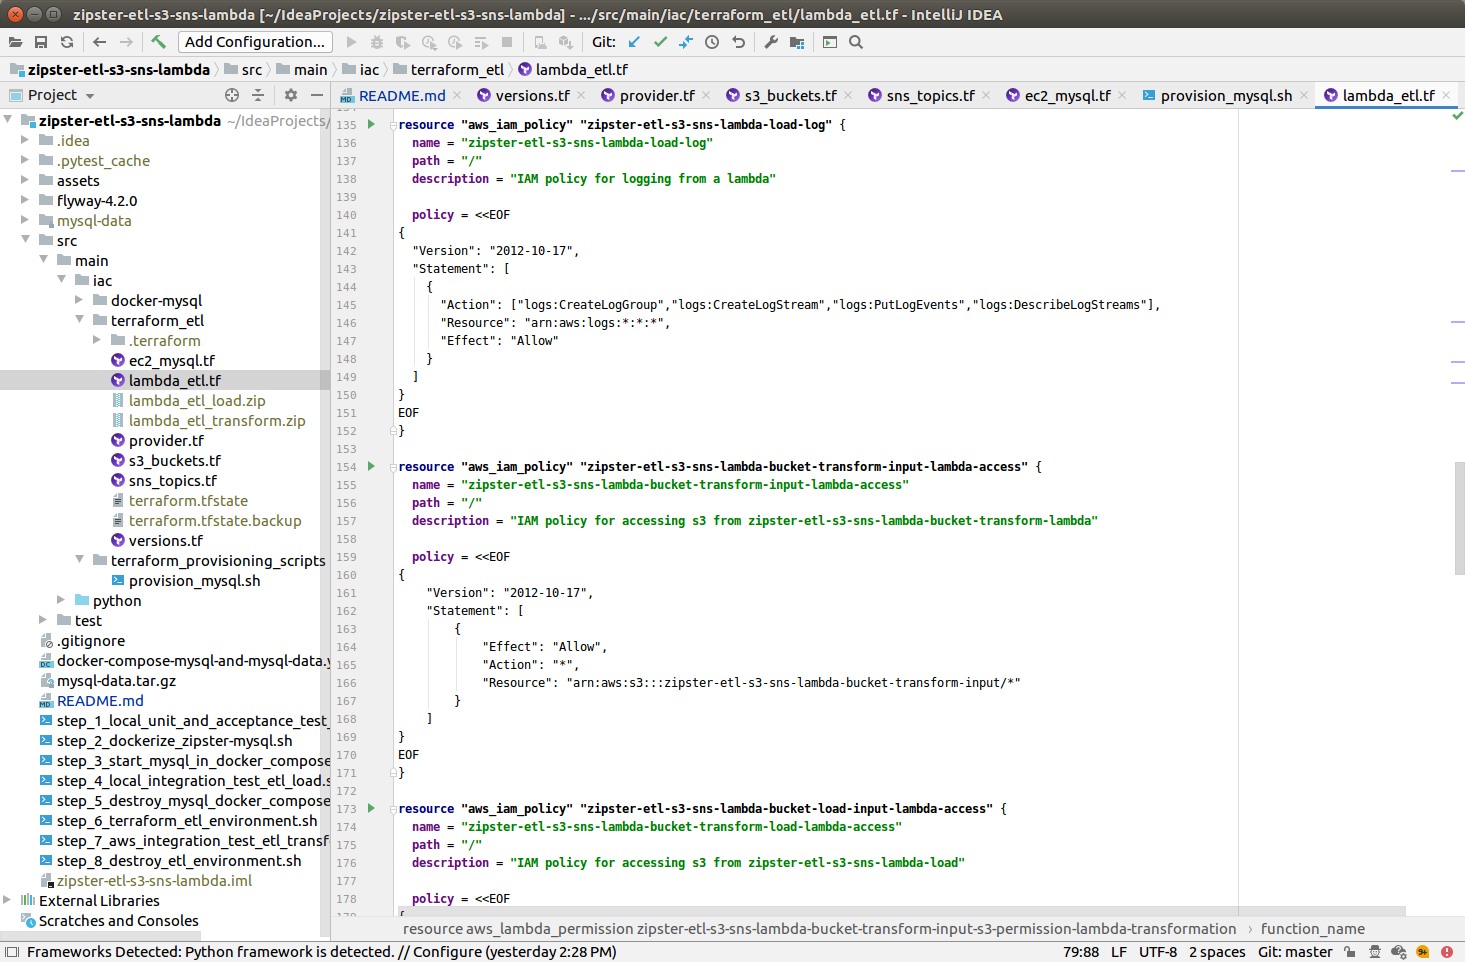 zipster-etl-s3-sns-lambda [~/IdeaProjects/zipster-etl-s3-sns-lambda] - .../src/main/iac/terraform_etl/lambda_etl.tf - IntelliJ IDEA
Add Configuration...
Git:
zipster-etl-s3-sns-lambda
src
main
iac
terraform_etl
lambda_etl.tf
Project
README.md
versions.tf
provider.tf
s3_buckets.tf
sns_topics.tf
ec2_mysql.tf
provision_mysql.sh
lambda_etl.tf
zipster-etl-s3-sns-lambda ~/IdeaProjects/
.idea
.pytest_cache
assets
flyway-4.2.0
mysql-data
src
main
iac
docker-mysql
terraform_etl
.terraform
ec2_mysql.tf
lambda_etl.tf
lambda_etl_load.zip
lambda_etl_transform.zip
provider.tf
s3_buckets.tf
sns_topics.tf
terraform.tfstate
terraform.tfstate.backup
versions.tf
terraform_provisioning_scripts
provision_mysql.sh
python
test
.gitignore
docker-compose-mysql-and-mysql-data.y
mysql-data.tar.gz
README.md
step_1_local_unit_and_acceptance_test_
step_2_dockerize_zipster-mysql.sh
step_3_start_mysql_in_docker_compose
step_4_local_integration_test_etl_load.s
step_5_destroy_mysql_docker_compose
step_6_terraform_etl_environment.sh
step_7_aws_integration_test_etl_transf
step_8_destroy_etl_environment.sh
zipster-etl-s3-sns-lambda.iml
External Libraries
Scratches and Consoles
135 resource "aws_iam_policy" "zipster-etl-s3-sns-lambda-load-log" {
136 name = "zipster-etl-s3-sns-lambda-load-log"
137 path = "/"
138 description = "IAM policy for logging from a lambda"
139
140 policy = <<EOF
141 {
142 "Version": "2012-10-17",
143 "Statement": [
144 {
145 "Action": ["logs:CreateLogGroup","logs:CreateLogStream","logs:PutLogEvents","logs:DescribeLogStreams"],
146 "Resource": "arn:aws:logs:*:*:*",
147 "Effect": "Allow"
148 }
149 ]
150 }
151 EOF
152 }
153
154 resource "aws_iam_policy" "zipster-etl-s3-sns-lambda-bucket-transform-input-lambda-access" {
155 name = "zipster-etl-s3-sns-lambda-bucket-transform-input-lambda-access"
156 path = "/"
157 description = "IAM policy for accessing s3 from zipster-etl-s3-sns-lambda-bucket-transform-lambda"
158
159 policy = <<EOF
160 {
161 "Version": "2012-10-17",
162 "Statement": [
163 {
164 "Effect": "Allow",
165 "Action": "*",
166 "Resource": "arn:aws:s3:::zipster-etl-s3-sns-lambda-bucket-transform-input/*"
167 }
168 ]
169 }
170 EOF
171 }
172
173 resource "aws_iam_policy" "zipster-etl-s3-sns-lambda-bucket-load-input-lambda-access" {
174 name = "zipster-etl-s3-sns-lambda-bucket-transform-load-lambda-access"
175 path = "/"
176 description = "IAM policy for accessing s3 from zipster-etl-s3-sns-lambda-load"
177
178 policy = <<EOF
resource aws_lambda_permission zipster-etl-s3-sns-lambda-bucket-transform-input-s3-permission-lambda-transformation › function_name
Frameworks Detected: Python framework is detected. // Configure (yesterday 2:28 PM)
79:88 LF UTF-8 2 spaces Git: master 9+